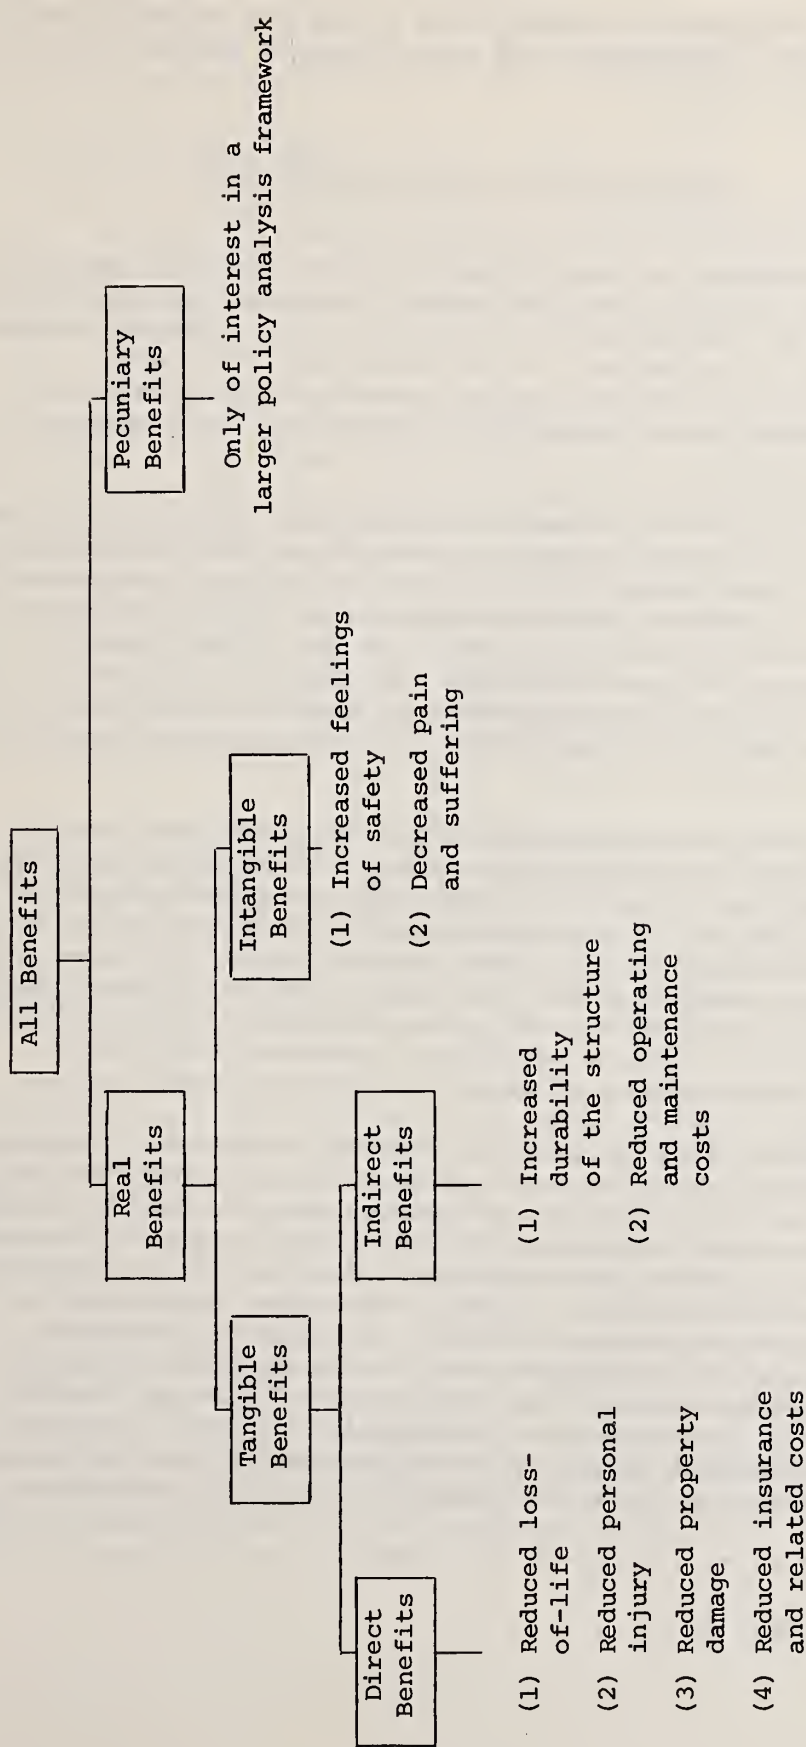 All Benefits
Real
Benefits
Pecuniary
Benefits
Only of interest in a
larger policy analysis framework
Tangible
Benefits
Intangible
Benefits
(1) Increased feelings
of safety
(2) Decreased pain
and suffering
Direct
Benefits
(1) Reduced loss-
of-life
(2) Reduced personal
injury
(3) Reduced property
damage
(4) Reduced insurance
and related costs
Indirect
Benefits
(1) Increased
durability
of the structure
(2) Reduced operating
and maintenance
costs